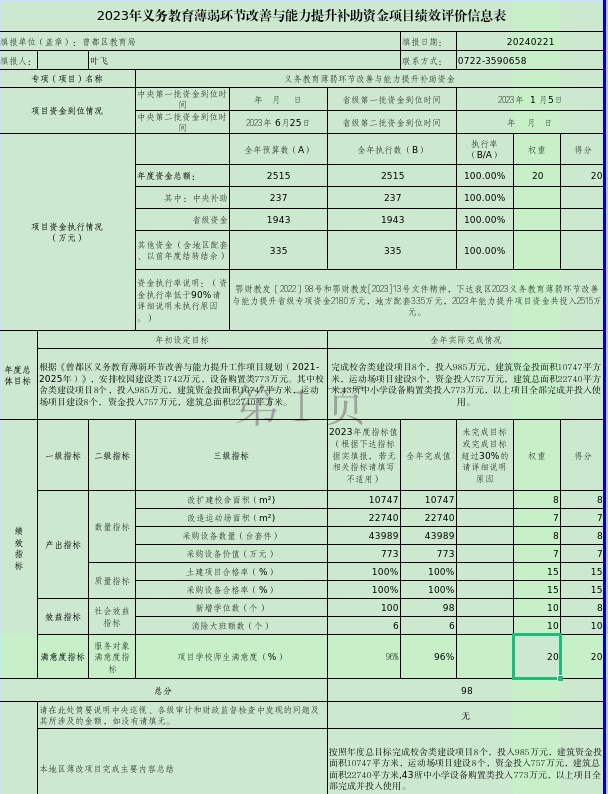 2023年义务教育薄弱环节改善与能力提升补助资金项目绩效评价信息表
填报单位（盖章）：曾都区教育局 填报日期： 20240221
填报人： 叶飞 联系方式： 0722-3590658
专项（项目）名称 义务教育薄弱环节改善与能力提升补助资金
项目资金到位情况 中央第一批资金到位时间 年 月 日 省级第一批资金到位时间 2023年 1 月5日
中央第二批资金到位时间 2023年 6月25日 省级第二批资金到位时间 年 月 日
项目资金执行情况（万元） 全年预算数（A） 全年执行数（B） 执行率（B/A） 权重 得分
年度资金总额： 2515 2515 100.00% 20 20
其中：中央补助 237 237 100.00%
省级资金 1943 1943 100.00%
其他资金（含地区配套，以前年度结转结余） 335 335 100.00%
资金执行率说明：（资金执行率低于90%请详细说明未执行原因。） 鄂财教发［2022］98号和鄂财教发[2023]13号文件精神，下达我区2023义务教育薄弱环节改善与能力提升省级专项资金2180万元，地方配套335万元，2023年能力提升项目资金共投入2515万元。
年度总体目标 年初设定目标 全年实际完成情况
根据《曾都区义务教育薄弱环节改善与能力提升工作项目规划（2021-2025年）》，安排校园建设类1742万元，设备购置类773万元。其中校舍类建设项目8个，投入985万元，建筑资金投面积10747平方米，运动场项目建设8个，资金投入757万元，建筑总面积22740平方米。
完成校舍类建设项目8个，投入985万元，建筑资金投面积10747平方米，运动场项目建设8个，资金投入757万元，建筑总面积22740平方米,43所中小学设备购置类投入773万元，以上项目全部完成并投入使用。
第 1 页
绩效指标 一级指标 二级指标 三级指标 2023年度指标值（根据下达指标据实填报，若无相关指标请填写不适用） 全年完成值 未完成目标或完成目标超过30%的请详细说明原因 权重 得分
产出指标 数量指标 改扩建校舍面积（m²） 10747 10747 8 8
改造运动场面积（m²） 22740 22740 7 7
采购设备数量（台套件） 43989 43989 8 8
采购设备价值（万元） 773 773 7 7
质量指标 土建项目合格率（%） 100% 100% 15 15
采购设备合格率（%） 100% 100% 15 15
效益指标 社会效益指标 新增学位数（个） 100 98 10 8
消除大班额数（个） 6 6 10 10
满意度指标 服务对象满意度指标 项目学校师生满意度（%） 96% 96% 20 20
总分 98
请在此处简要说明中央巡视、各级审计和财政监督检查中发现的问题及其所涉及的金额，如没有请填无。 无
本地区薄改项目完成主要内容总结 按照年度总目标完成校舍类建设项目8个，投入985万元，建筑资金投面积10747平方米，运动场项目建设8个，资金投入757万元，建筑总面积22740平方米,43所中小学设备购置类投入773万元，以上项目全部完成并投入使用。